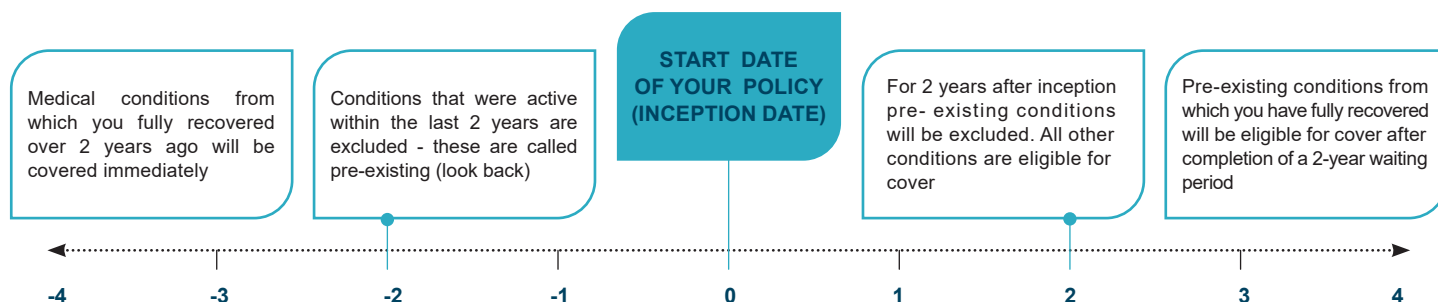 Medical conditions from
which you fully recovered
over 2 years ago will be
covered immediately
Conditions that were active
within the last 2 years are
excluded - these are called
pre-existing (look back)
START DATE
OF YOUR POLICY
(INCEPTION DATE)
For 2 years after inception
pre- existing conditions
will be excluded. All other
conditions are eligible for
cover
Pre-existing conditions from
which you have fully recovered
will be eligible for cover after
completion of a 2-year waiting
period
-4 -3 -2 -1 0 1 2 3 4